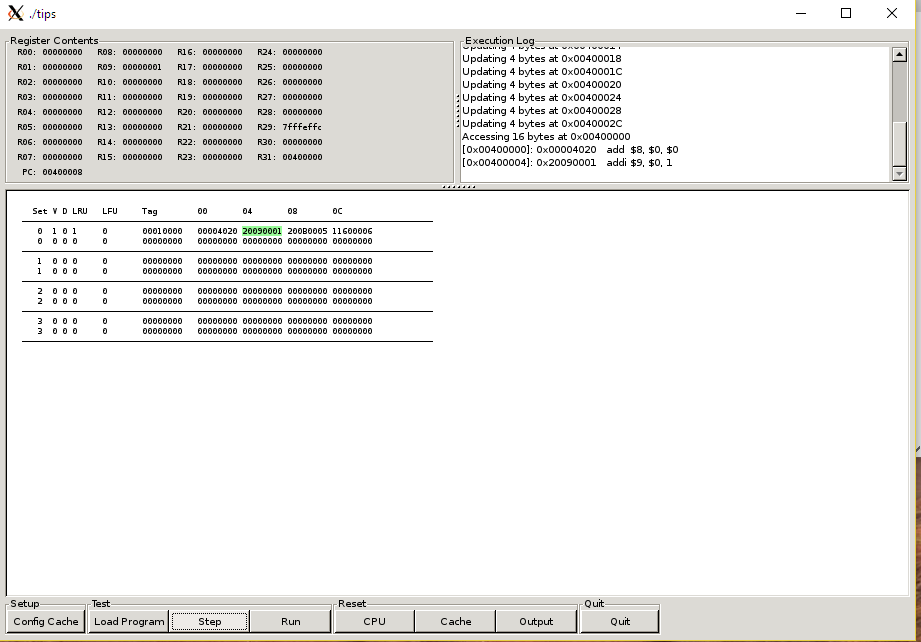 ./tips
Register Contents
R00: 00000000 R08: 00000000 R16: 00000000 R24: 00000000
R01: 00000000 R09: 00000001 R17: 00000000 R25: 00000000
R02: 00000000 R10: 00000000 R18: 00000000 R26: 00000000
R03: 00000000 R11: 00000000 R19: 00000000 R27: 00000000
R04: 00000000 R12: 00000000 R20: 00000000 R28: 00000000
R05: 00000000 R13: 00000000 R21: 00000000 R29: 7fffeffc
R06: 00000000 R14: 00000000 R22: 00000000 R30: 00000000
R07: 00000000 R15: 00000000 R23: 00000000 R31: 00400000
PC: 00400008
Execution Log
Updating 4 bytes at 0x00400014
Updating 4 bytes at 0x00400018
Updating 4 bytes at 0x0040001C
Updating 4 bytes at 0x00400020
Updating 4 bytes at 0x00400024
Updating 4 bytes at 0x00400028
Updating 4 bytes at 0x0040002C
Accessing 16 bytes at 0x00400000
[0x00400000]: 0x00004020 add $8, $0, $0
[0x00400004]: 0x20090001 addi $9, $0, 1
Set V D LRU LFU Tag 00 04 08 0C
0 1 0 1 0 00010000 00004020 20090001 200B0005 11600006
0 0 0 0 0 00000000 00000000 00000000 00000000 00000000
1 0 0 0 0 00000000 00000000 00000000 00000000 00000000
1 0 0 0 0 00000000 00000000 00000000 00000000 00000000
2 0 0 0 0 00000000 00000000 00000000 00000000 00000000
2 0 0 0 0 00000000 00000000 00000000 00000000 00000000
3 0 0 0 0 00000000 00000000 00000000 00000000 00000000
3 0 0 0 0 00000000 00000000 00000000 00000000 00000000
Setup Test Reset Quit
Config Cache Load Program Step Run CPU Cache Output Quit